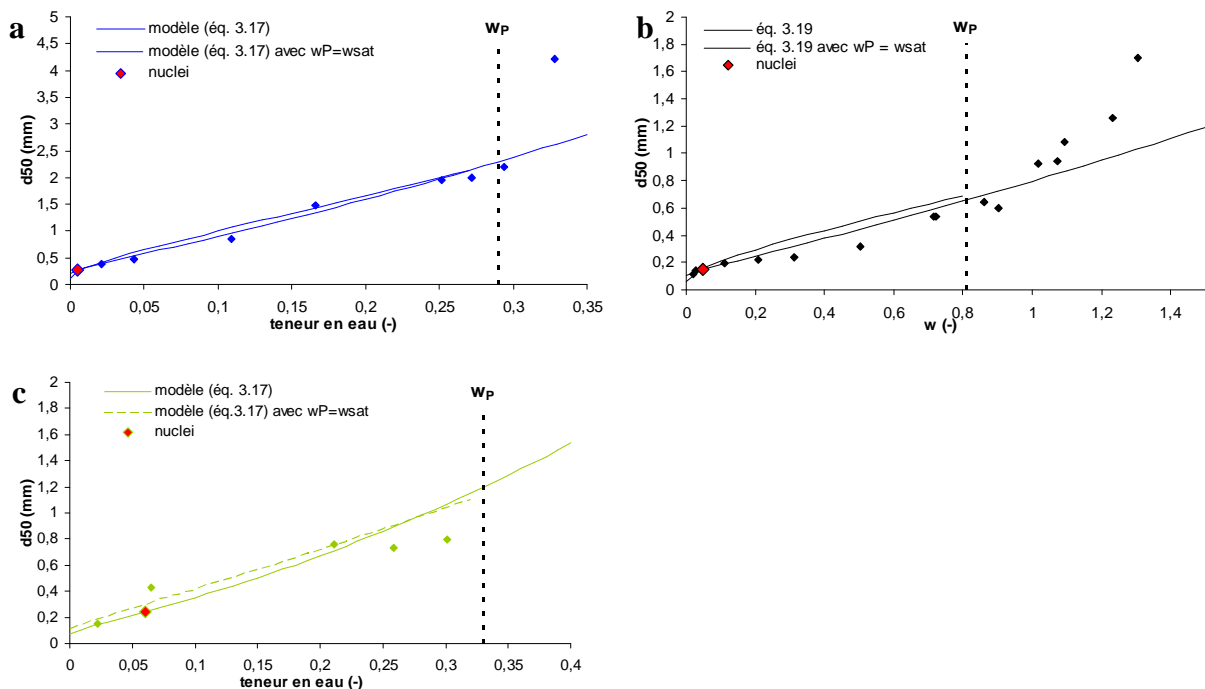 a
modèle (éq. 3.17)
modèle (éq. 3.17) avec wP=wsat
nuclei
wP
d50 (mm)
5
4,5
4
3,5
3
2,5
2
1,5
1
0,5
0
0 0,05 0,1 0,15 0,2 0,25 0,3 0,35
teneur en eau (-)
b
éq. 3.19
éq. 3.19 avec wP = wsat
nuclei
wP
d50 (mm)
2
1,8
1,6
1,4
1,2
1
0,8
0,6
0,4
0,2
0
0 0,2 0,4 0,6 0,8 1 1,2 1,4
w (-)
c
modèle (éq. 3.17)
modèle (éq.3.17) avec wP=wsat
nuclei
wP
d50 (mm)
2
1,8
1,6
1,4
1,2
1
0,8
0,6
0,4
0,2
0
0 0,05 0,1 0,15 0,2 0,25 0,3 0,35 0,4
teneur en eau (-)